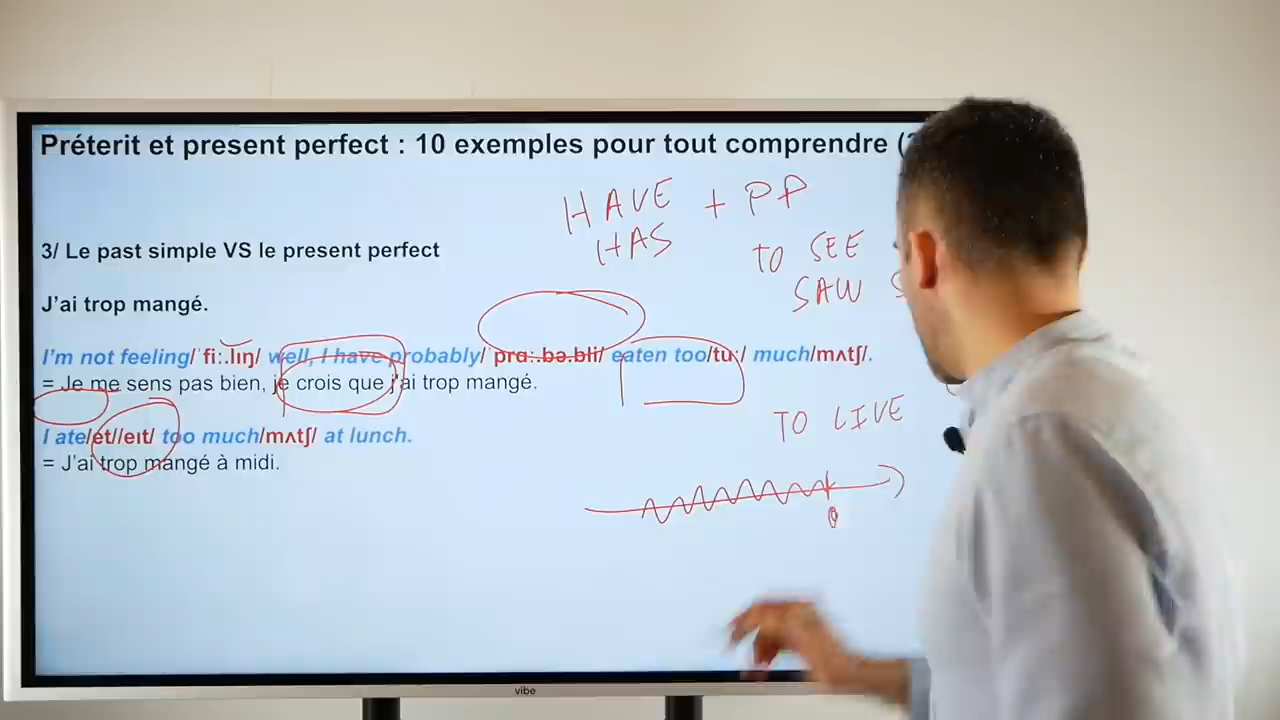 Préterit et present perfect : 10 exemples pour tout comprendre (
HAVE + PP
HAS
TO SEE
SAW
3/ Le past simple VS le present perfect
J'ai trop mangé.
I'm not feeling/ˈfiː.lɪŋ/ well, I have probably/ˈprɑː.bə.bli/ eaten too/tuː/ much/mʌtʃ/.
= Je me sens pas bien, je crois que j'ai trop mangé.
TO LIVE
I ate/et//eɪt/ too much/mʌtʃ/ at lunch.
= J'ai trop mangé à midi.
vibe